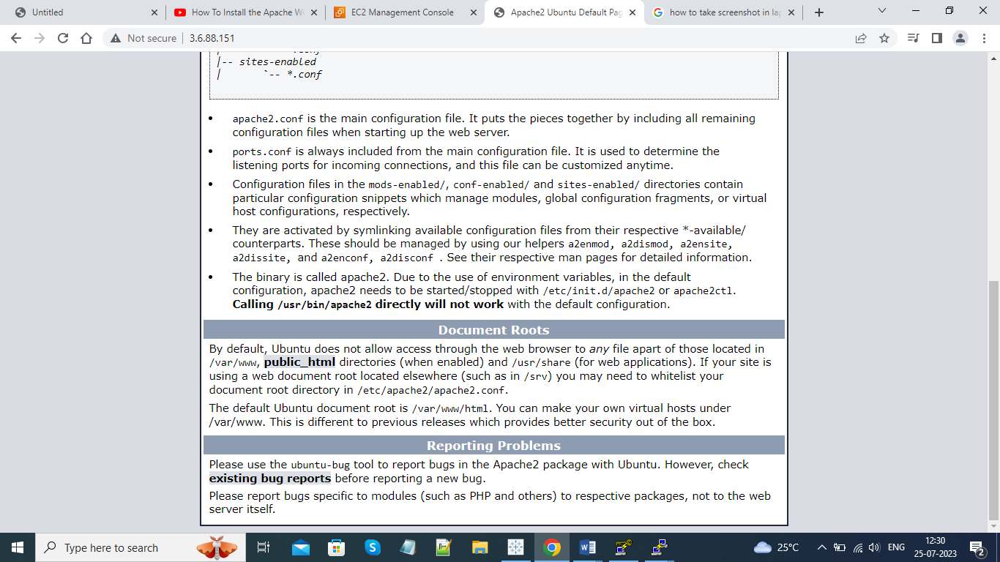 Untitled
How To Install the Apache W
EC2 Management Console
Apache2 Ubuntu Default Pag
how to take screenshot in lap
Not secure
3.6.88.151
|-- sites-enabled
|       `-- *.conf
• apache2.conf is the main configuration file. It puts the pieces together by including all remaining
configuration files when starting up the web server.
• ports.conf is always included from the main configuration file. It is used to determine the
listening ports for incoming connections, and this file can be customized anytime.
• Configuration files in the mods-enabled/, conf-enabled/ and sites-enabled/ directories contain
particular configuration snippets which manage modules, global configuration fragments, or virtual
host configurations, respectively.
• They are activated by symlinking available configuration files from their respective *-available/
counterparts. These should be managed by using our helpers a2enmod, a2dismod, a2ensite,
a2dissite, and a2enconf, a2disconf . See their respective man pages for detailed information.
• The binary is called apache2. Due to the use of environment variables, in the default
configuration, apache2 needs to be started/stopped with /etc/init.d/apache2 or apache2ctl.
Calling /usr/bin/apache2 directly will not work with the default configuration.
Document Roots
By default, Ubuntu does not allow access through the web browser to any file apart of those located in
/var/www, public_html directories (when enabled) and /usr/share (for web applications). If your site is
using a web document root located elsewhere (such as in /srv) you may need to whitelist your
document root directory in /etc/apache2/apache2.conf.
The default Ubuntu document root is /var/www/html. You can make your own virtual hosts under
/var/www. This is different to previous releases which provides better security out of the box.
Reporting Problems
Please use the ubuntu-bug tool to report bugs in the Apache2 package with Ubuntu. However, check
existing bug reports before reporting a new bug.
Please report bugs specific to modules (such as PHP and others) to respective packages, not to the web
server itself.
Type here to search
25°C
ENG
12:30
25-07-2023
2